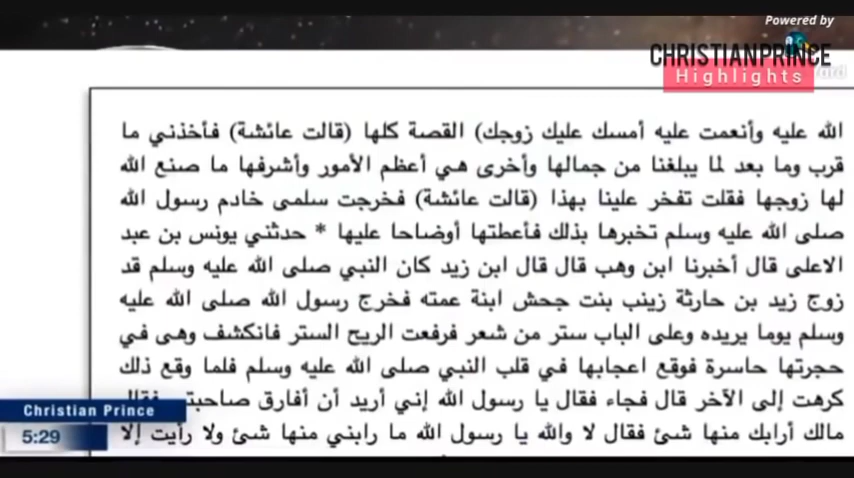 Powered by
CHRISTIANPRINCE
Highlights
الله عليه وأنعمت عليه أمسك عليك زوجك) القصة كلها (قالت عائشة) فأخذني ما
قرب وما بعد لما يبلغنا من جمالها وأخرى هي أعظم الأمور وأشرفها ما صنع الله
لها زوجها فقلت تفخر علينا بهذا (قالت عائشة) فخرجت سلمى خادم رسول الله
صلى الله عليه وسلم تخبرها بذلك فأعطتها أوضاحا عليها * حدثني يونس بن عبد
الاعلى قال أخبرنا ابن وهب قال قال ابن زيد كان النبي صلى الله عليه وسلم قد
زوج زيد بن حارثة زينب بنت جحش ابنة عمته فخرج رسول الله صلى الله عليه
وسلم يوما يريده وعلى الباب ستر من شعر فرفعت الريح الستر فانكشف وهى في
حجرتها حاسرة فوقع اعجابها في قلب النبي صلى الله عليه وسلم فلما وقع ذلك
كرهت إلى الآخر قال فجاء فقال يا رسول الله إني أريد أن أفارق
مالك أرابك منها شئ فقال لا والله يا رسول الله ما رابني منها شئ ولا رأيت إلا
Christian Prince
5:29